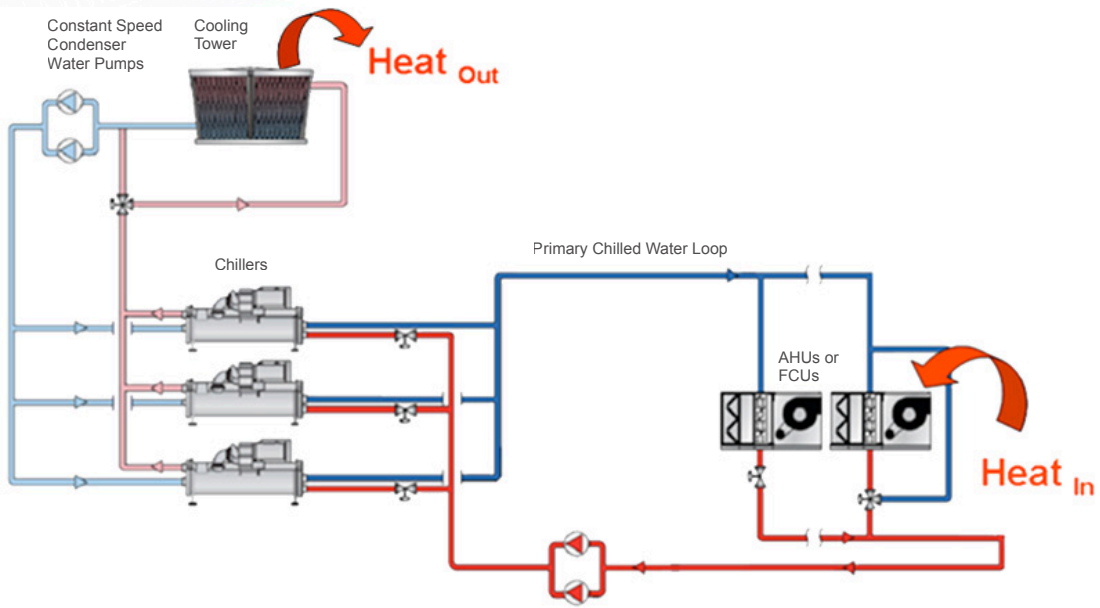 Constant Speed
Condenser
Water Pumps
Cooling
Tower
Heat Out
Chillers
Primary Chilled Water Loop
AHUs or
FCUs
Heat In